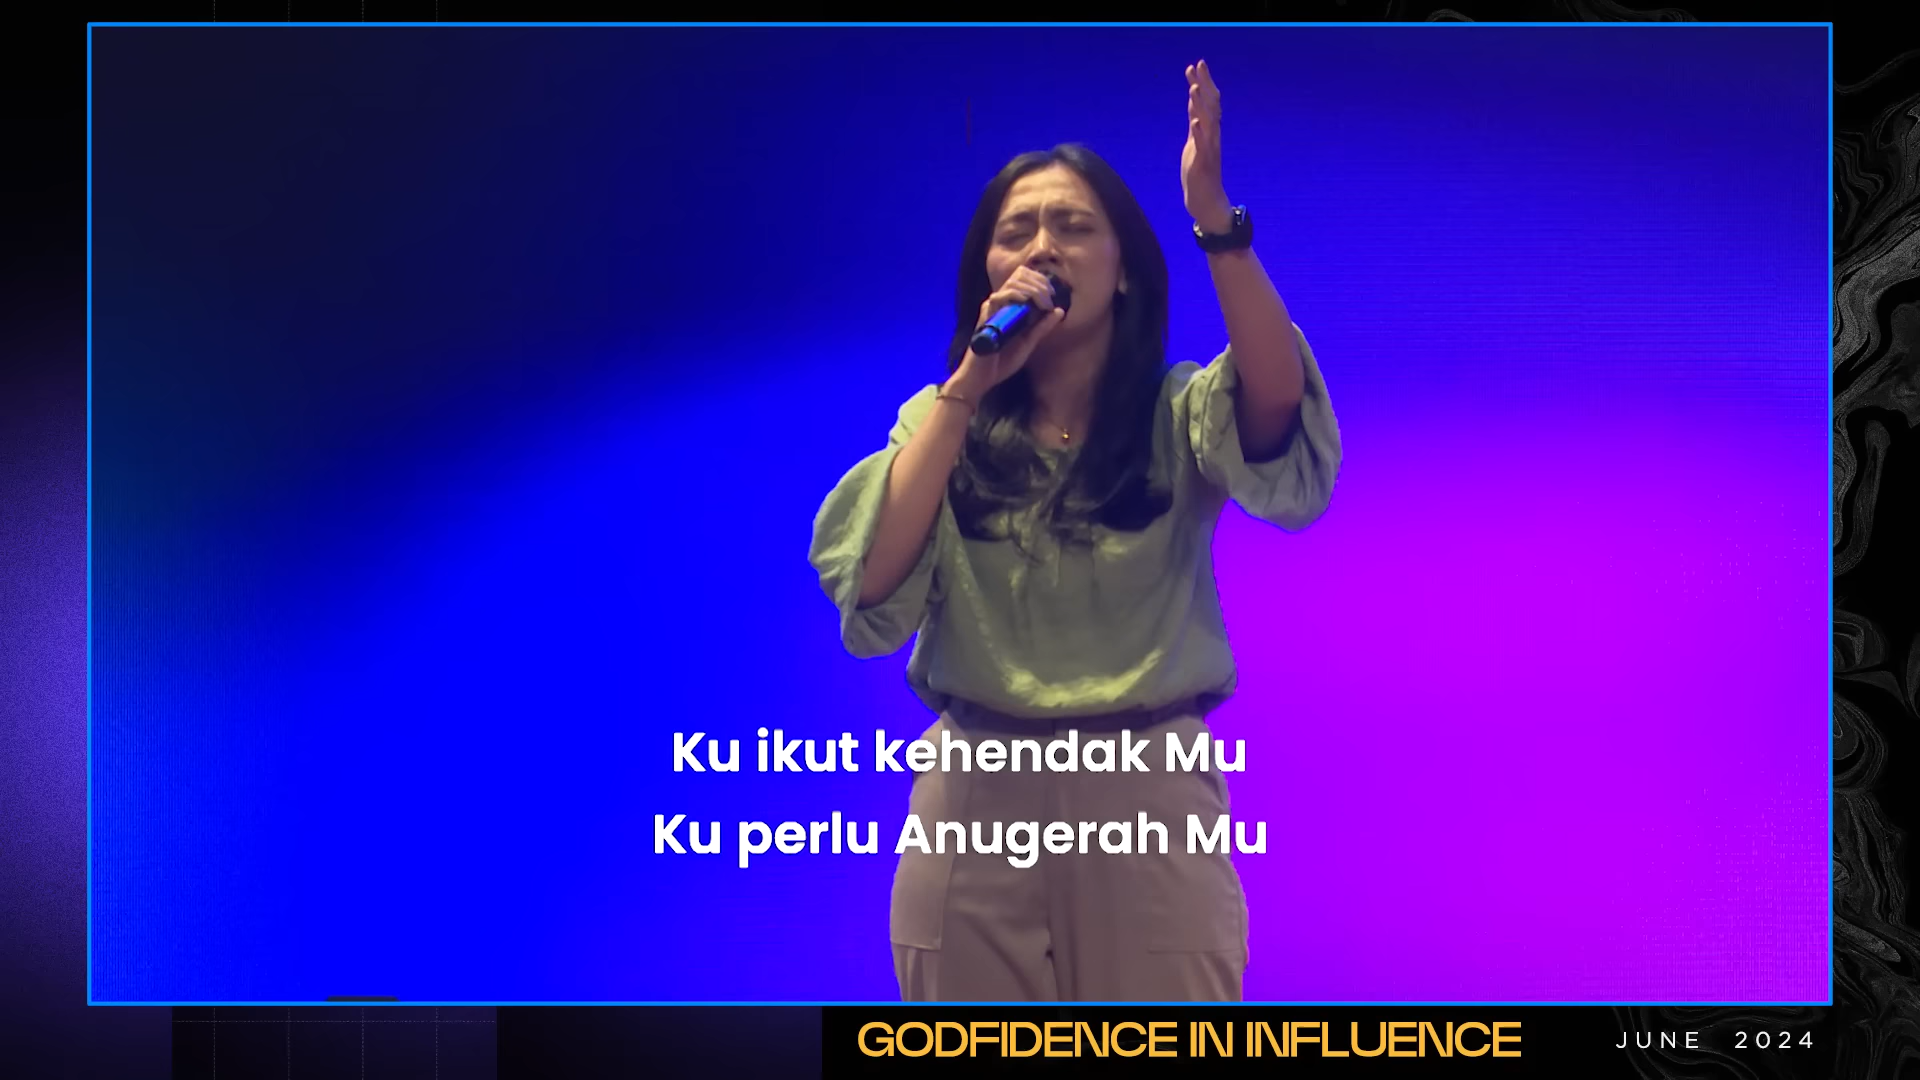 Ku ikut kehendak Mu
Ku perlu Anugerah Mu
GODFIDENCE IN INFLUENCE
JUNE 2024